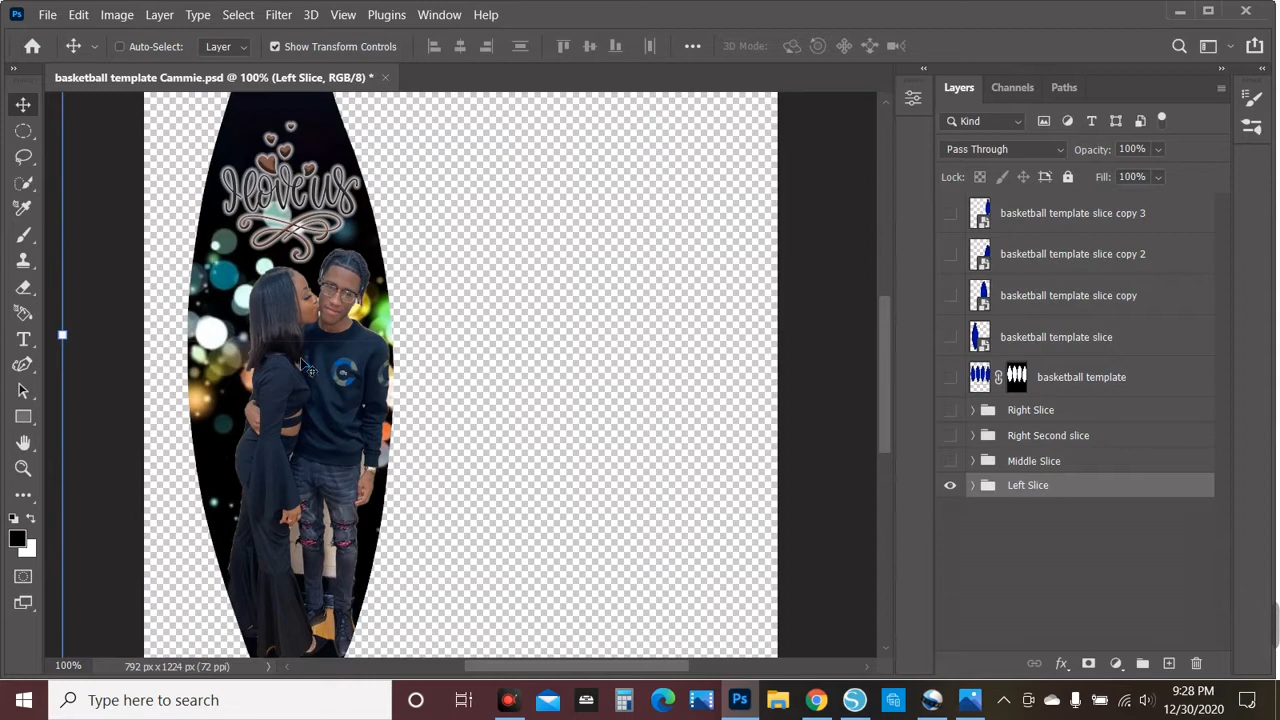 Ps File Edit Image Layer Type Select Filter 3D View Plugins Window Help
Auto-Select: Layer Show Transform Controls 3D Mode:
basketball template Cammie.psd @ 100% (Left Slice, RGB/8) *
Layers Channels Paths
Kind
Pass Through Opacity: 100%
Lock: Fill: 100%
basketball template slice copy 3
basketball template slice copy 2
basketball template slice copy
basketball template slice
basketball template
Right Slice
Right Second slice
Middle Slice
Left Slice
I love us
100% 792 px x 1224 px (72 ppi)
Type here to search
Ps
9:28 PM
12/30/2020